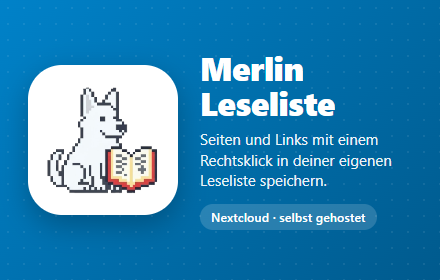 Merlin
Leseliste
Seiten und Links mit einem
Rechtsklick in deiner eigenen
Leseliste speichern.
Nextcloud · selbst gehostet